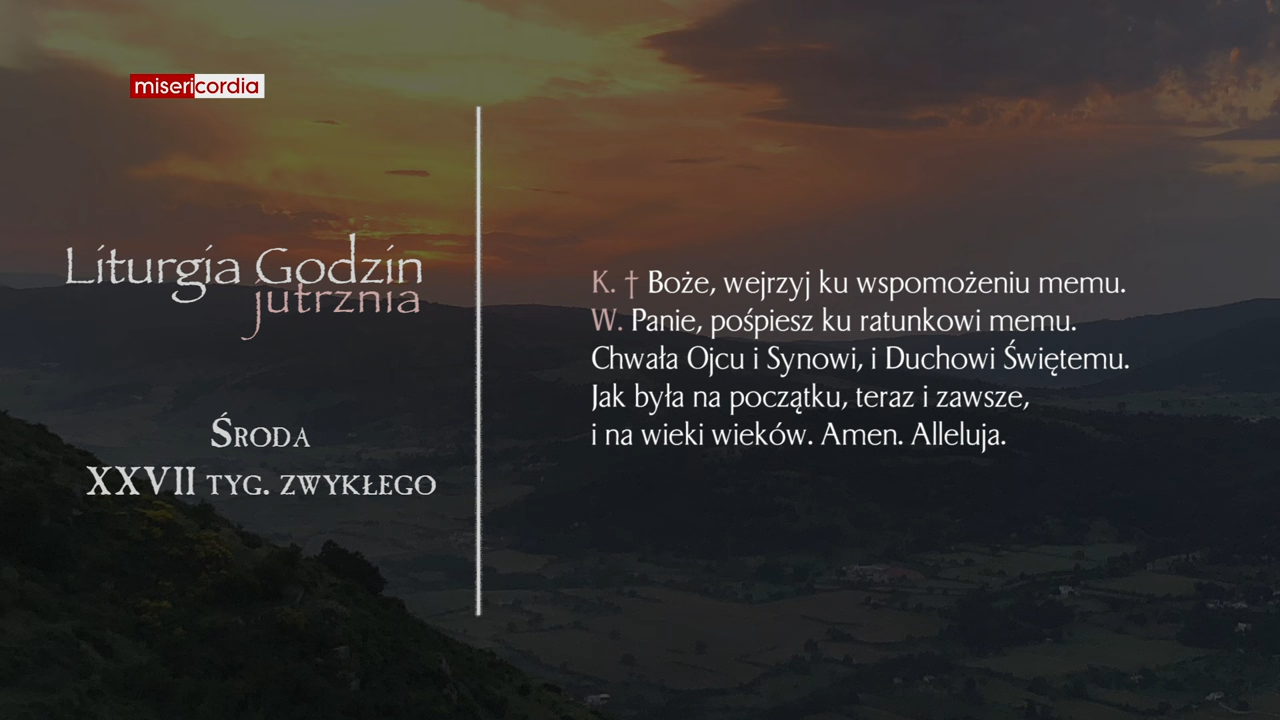 misericordia
Liturgia Godzin
jutrznia
Środa
XXVII tyg. zwykłego
K. † Boże, wejrzyj ku wspomożeniu memu.
W. Panie, pośpiesz ku ratunkowi memu.
Chwała Ojcu i Synowi, i Duchowi Świętemu.
Jak była na początku, teraz i zawsze,
i na wieki wieków. Amen. Alleluja.